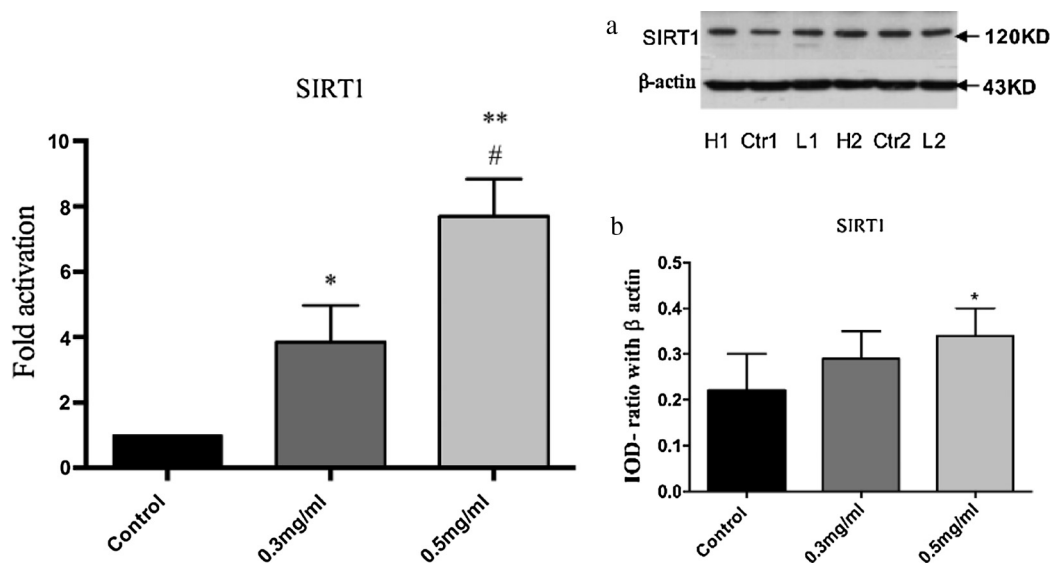 SIRT1
**
#
*
10
8
6
4
2
0
Fold activation
Control
0.3mg/ml
0.5mg/ml
a
SIRT1
120KD
β-actin
43KD
H1 Ctr1 L1 H2 Ctr2 L2
b
SIRT1
*
0.5
0.4
0.3
0.2
0.1
0.0
IOD- ratio with β actin
Control
0.3mg/ml
0.5mg/ml